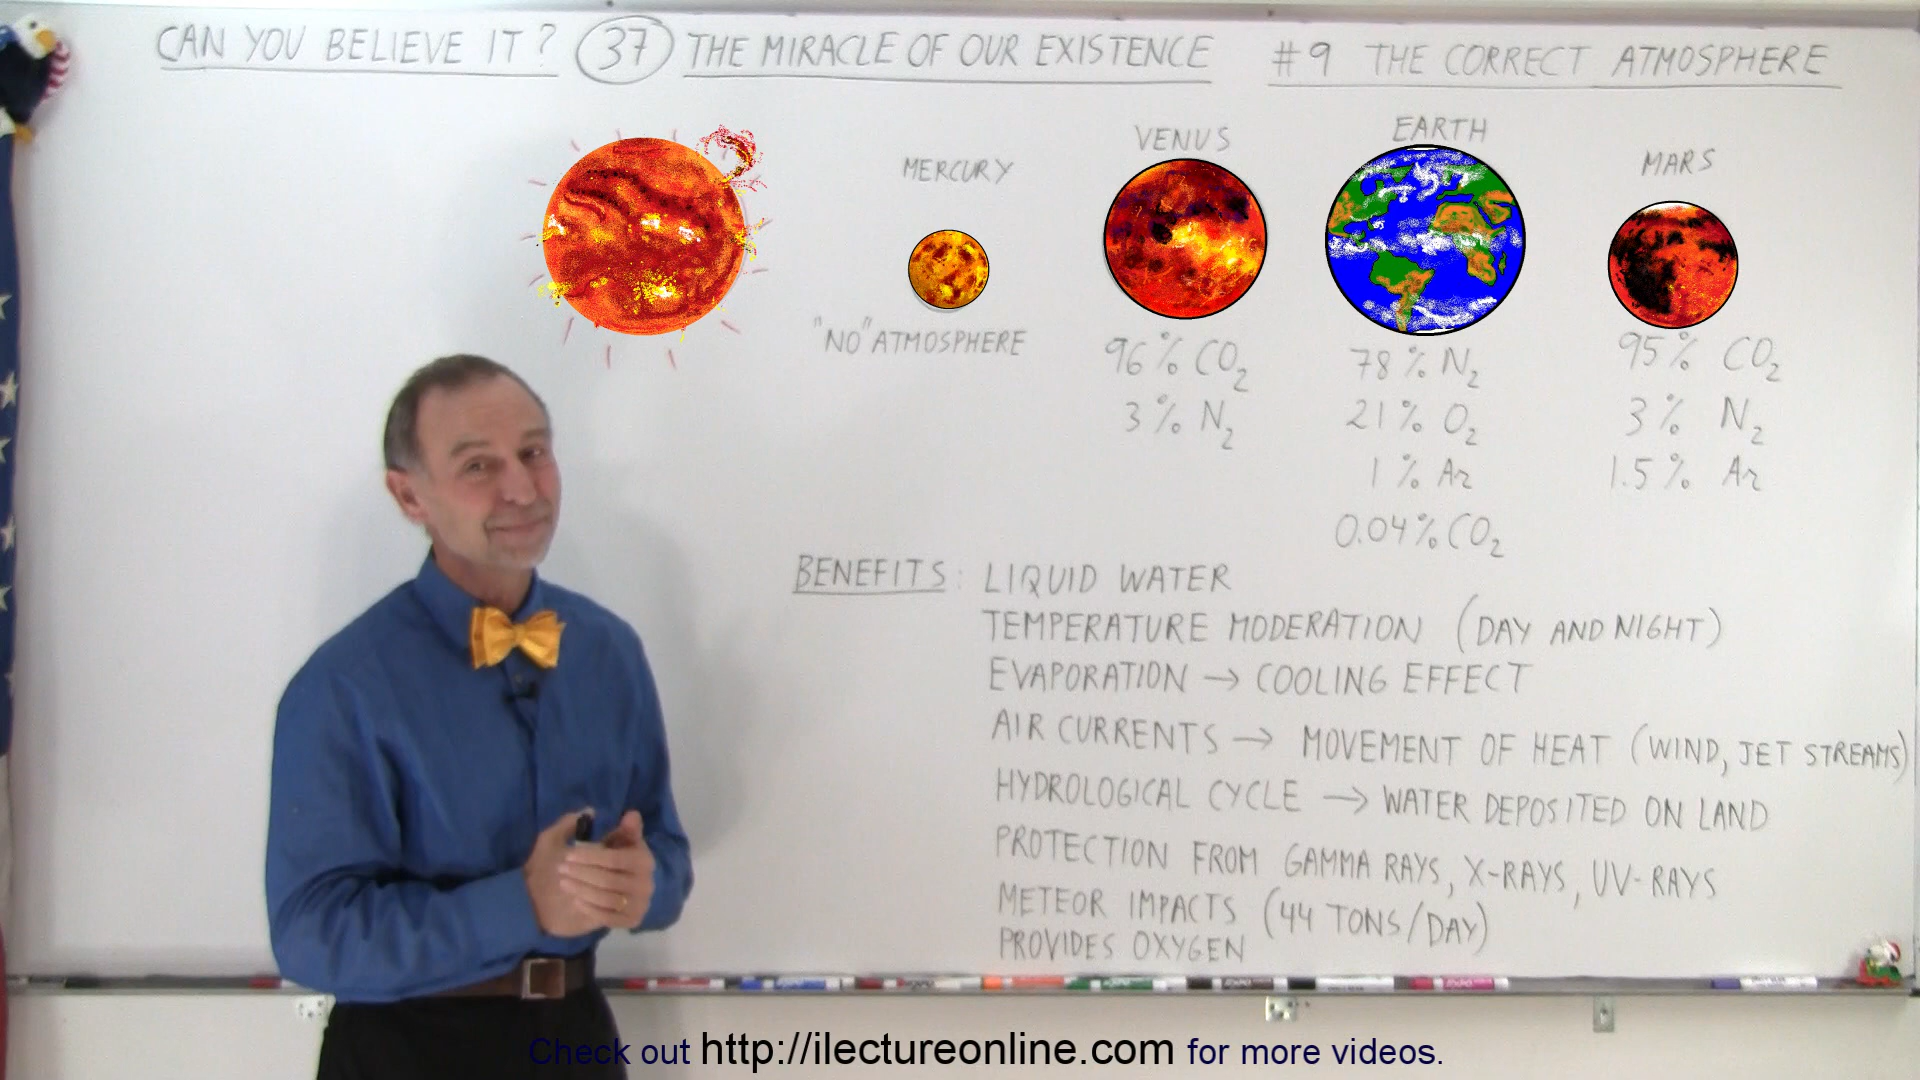 CAN YOU BELIEVE IT? 37 THE MIRACLE OF OUR EXISTENCE #9 THE CORRECT ATMOSPHERE
MERCURY VENUS EARTH MARS
"NO" ATMOSPHERE 96% CO2 78% N2 95% CO2
3% N2 21% O2 3% N2
1% Ar 1.5% Ar
0.04% CO2
BENEFITS: LIQUID WATER
TEMPERATURE MODERATION (DAY AND NIGHT)
EVAPORATION → COOLING EFFECT
AIR CURRENTS → MOVEMENT OF HEAT (WIND, JET STREAMS)
HYDROLOGICAL CYCLE → WATER DEPOSITED ON LAND
PROTECTION FROM GAMMA RAYS, X-RAYS, UV-RAYS
METEOR IMPACTS (44 TONS/DAY)
PROVIDES OXYGEN
Check out http://ilectureonline.com for more videos.